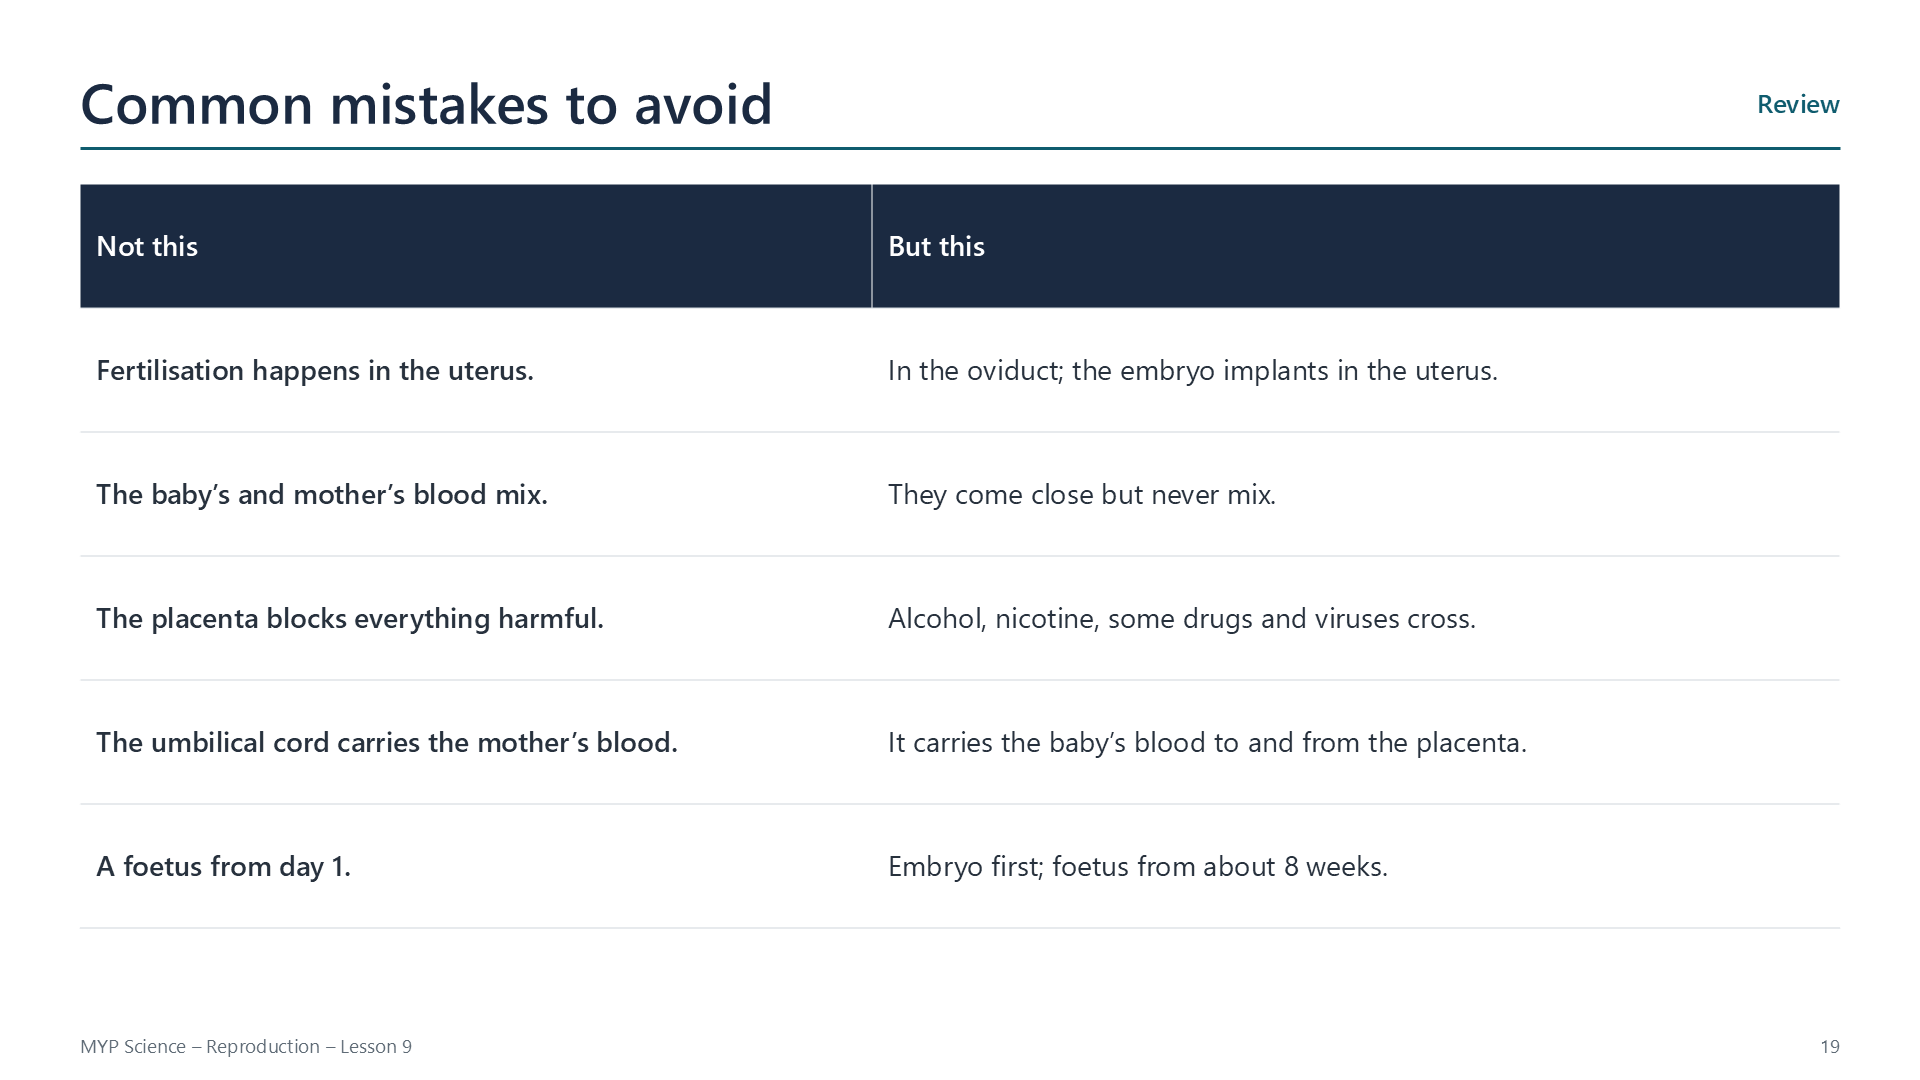 Common mistakes to avoid
Review
Not this
But this
Fertilisation happens in the uterus.
In the oviduct; the embryo implants in the uterus.
The baby’s and mother’s blood mix.
They come close but never mix.
The placenta blocks everything harmful.
Alcohol, nicotine, some drugs and viruses cross.
The umbilical cord carries the mother’s blood.
It carries the baby’s blood to and from the placenta.
A foetus from day 1.
Embryo first; foetus from about 8 weeks.
MYP Science – Reproduction – Lesson 9
19